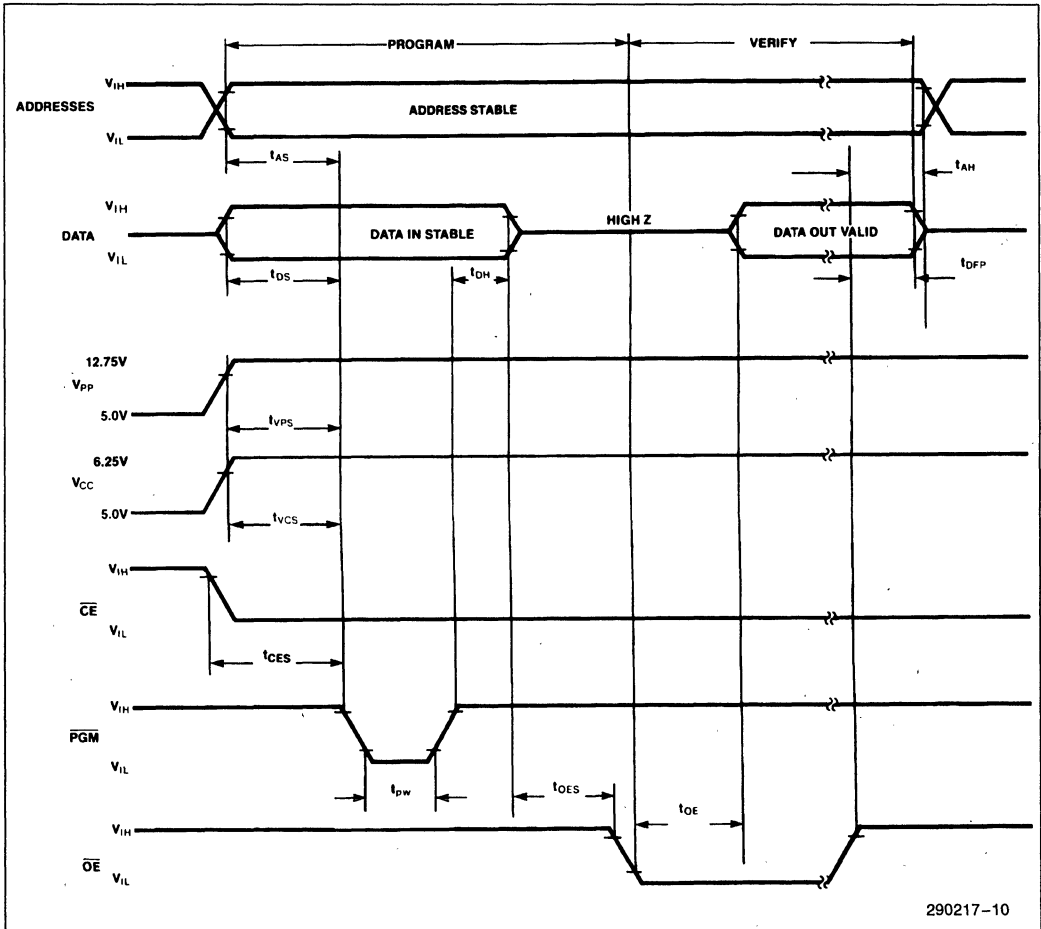 PROGRAM VERIFY
VIH
ADDRESSES ADDRESS STABLE
VIL
tAS tAH
VIH
DATA DATA IN STABLE HIGH Z DATA OUT VALID
VIL
tDS tDH tDFP
12.75V
VPP
5.0V
tVPS
6.25V
VCC
5.0V
tVCS
VIH
CE
VIL
tCES
VIH
PGM
VIL
tpw tOES tOE
VIH
OE
VIL
290217–10